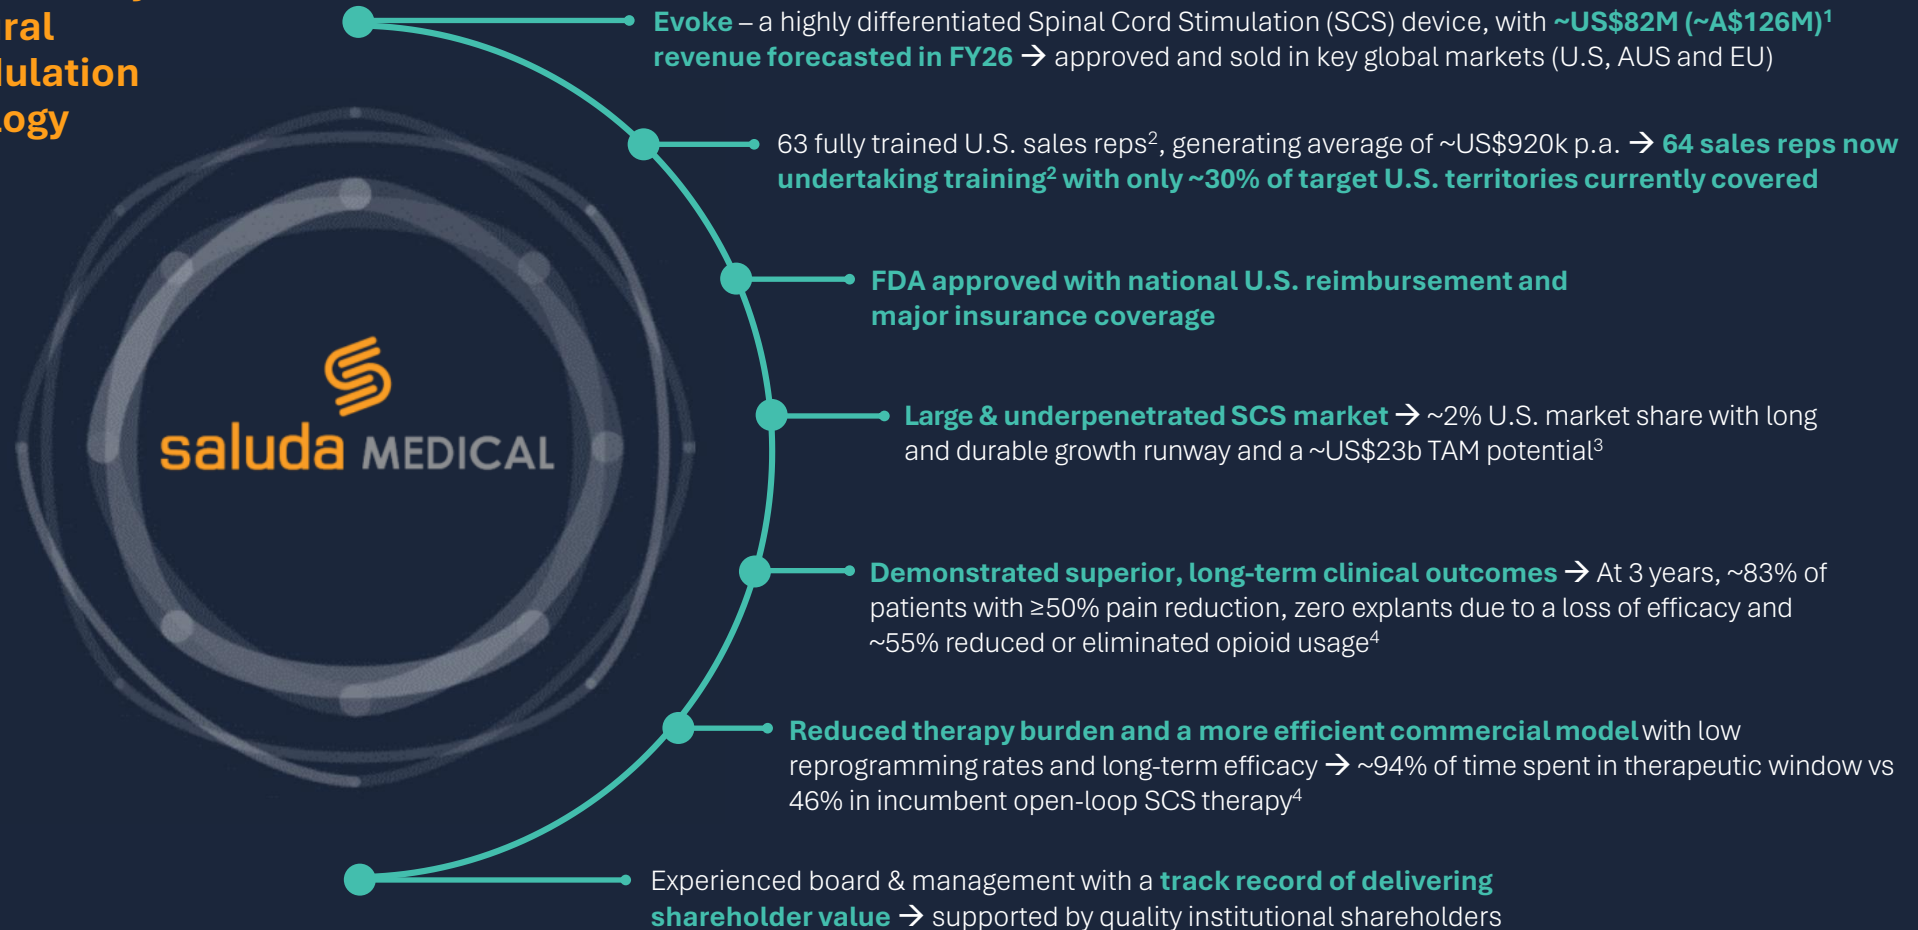 ral
ulation
ogy
Evoke – a highly differentiated Spinal Cord Stimulation (SCS) device, with ~US$82M (~A$126M)¹
revenue forecasted in FY26 → approved and sold in key global markets (U.S, AUS and EU)
63 fully trained U.S. sales reps², generating average of ~US$920k p.a. → 64 sales reps now
undertaking training² with only ~30% of target U.S. territories currently covered
FDA approved with national U.S. reimbursement and
major insurance coverage
saluda MEDICAL
Large & underpenetrated SCS market → ~2% U.S. market share with long
and durable growth runway and a ~US$23b TAM potential³
Demonstrated superior, long-term clinical outcomes → At 3 years, ~83% of
patients with ≥50% pain reduction, zero explants due to a loss of efficacy and
~55% reduced or eliminated opioid usage⁴
Reduced therapy burden and a more efficient commercial model with low
reprogramming rates and long-term efficacy → ~94% of time spent in therapeutic window vs
46% in incumbent open-loop SCS therapy⁴
Experienced board & management with a track record of delivering
shareholder value → supported by quality institutional shareholders